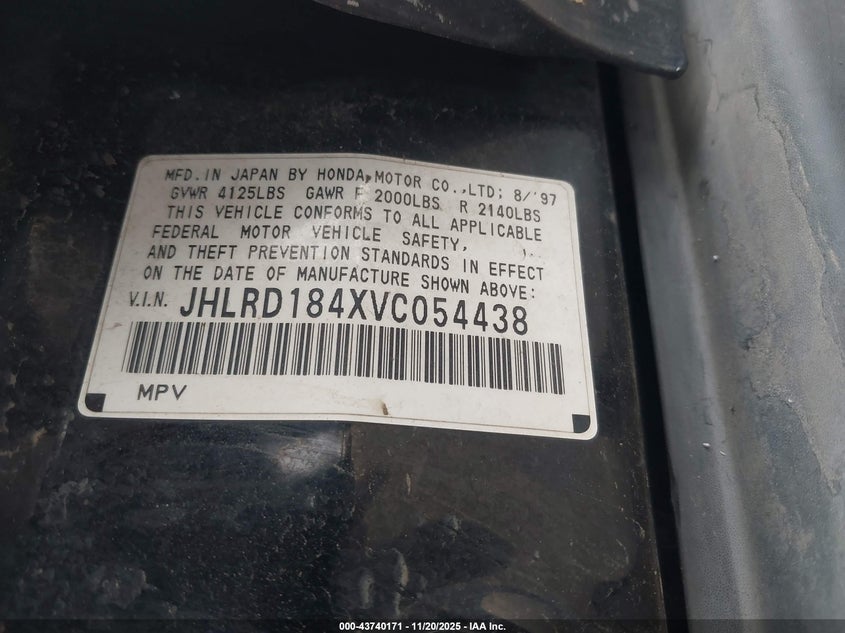 MFD. IN JAPAN BY HONDA MOTOR CO., LTD; 8/'97
GVWR 4125LBS GAWR F 2000LBS R 2140LBS
THIS VEHICLE CONFORMS TO ALL APPLICABLE
FEDERAL MOTOR VEHICLE SAFETY,
AND THEFT PREVENTION STANDARDS IN EFFECT
ON THE DATE OF MANUFACTURE SHOWN ABOVE:
V.I.N. JHLRD184XVC054438
MPV
000-43740171 - 11/20/2025 - IAA Inc.